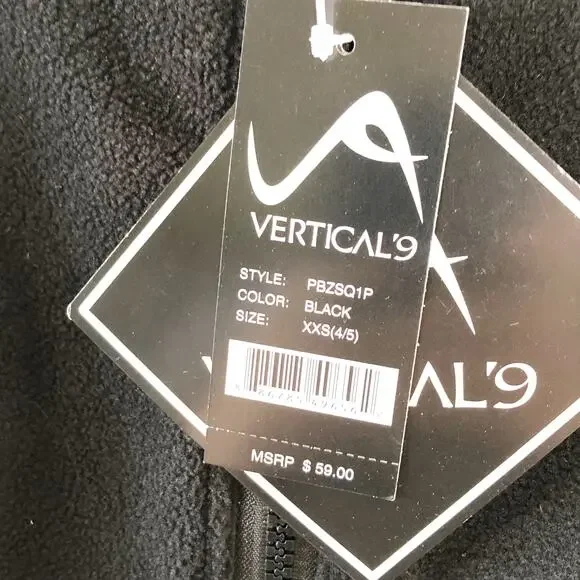 VERTICAL'9
STYLE: PBZSQ1P
COLOR: BLACK
SIZE: XXS(4/5)
MSRP $ 59.00
AL'9